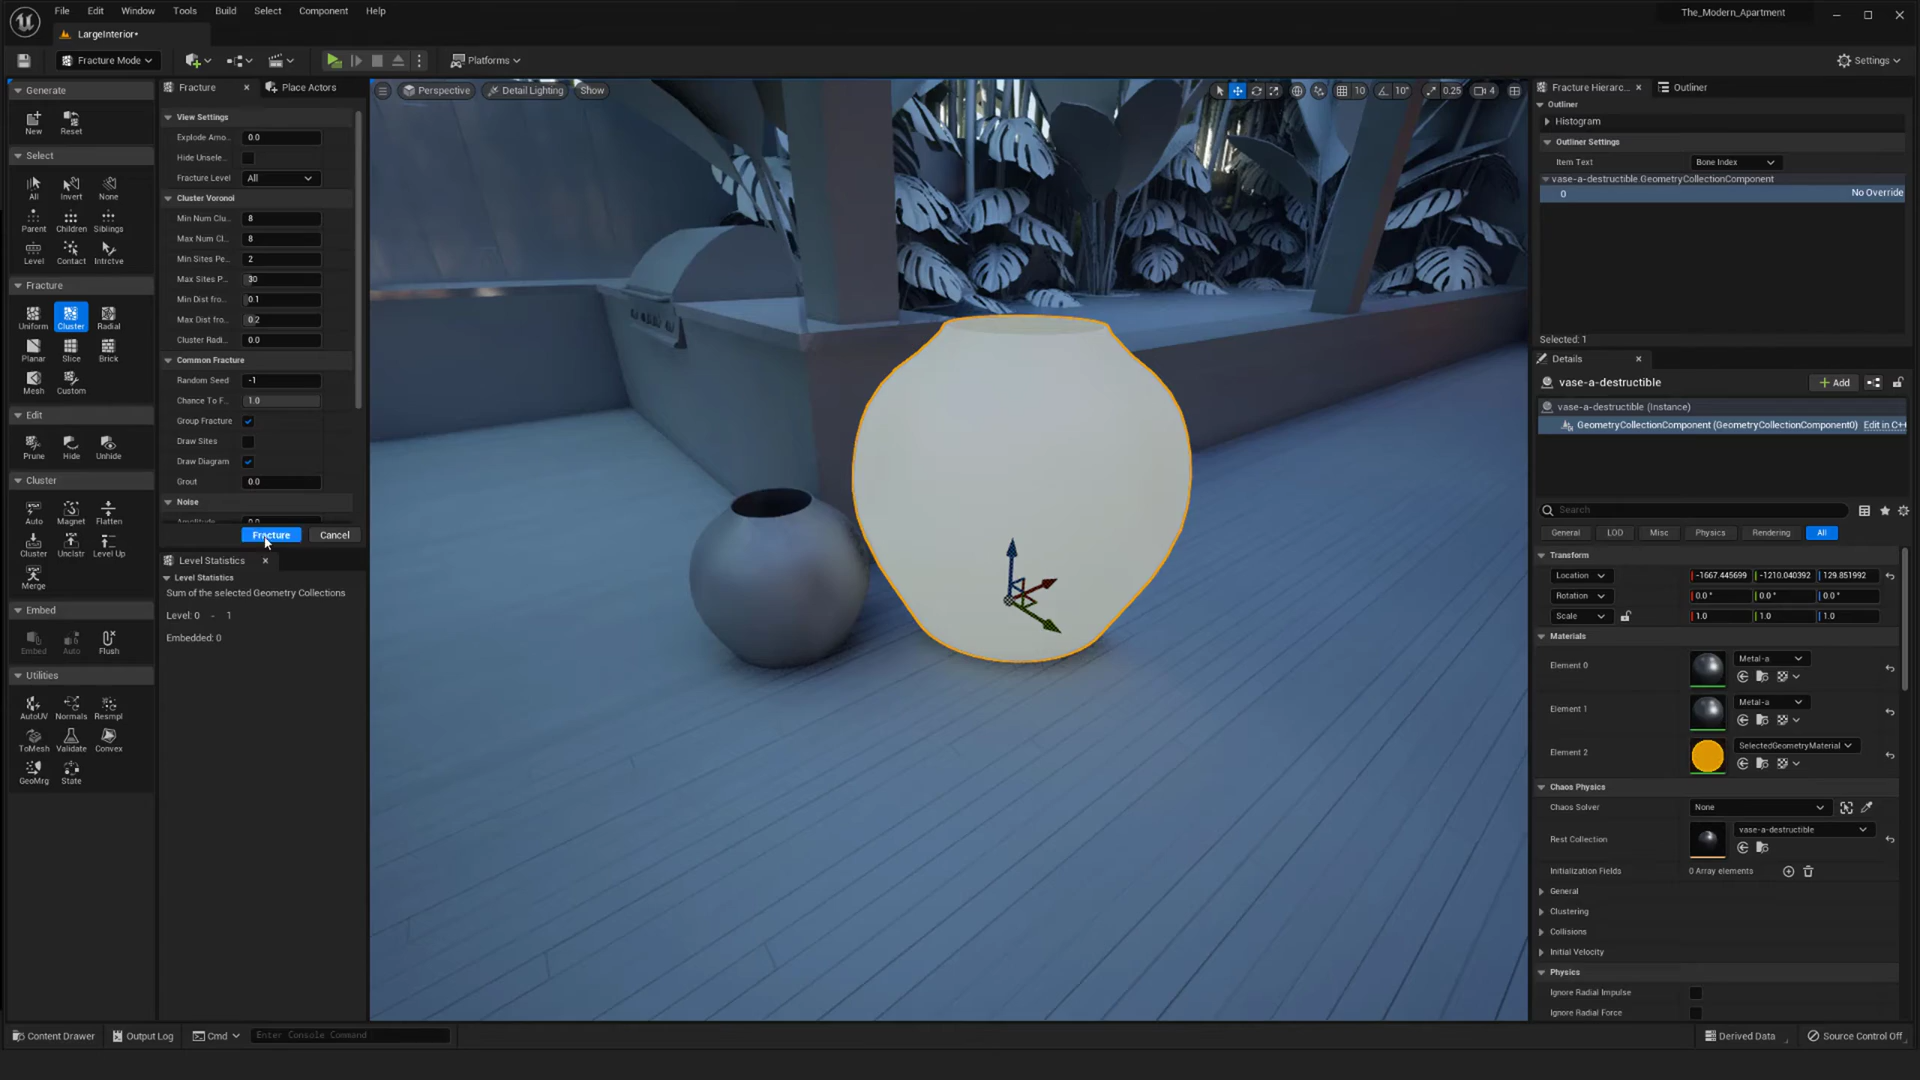 File Edit Window Tools Build Select Component Help
The_Modern_Apartment
LargeInterior*
Fracture Mode
Platforms
Settings
Generate
New Reset
Select
All Invert None
Parent Children Siblings
Level Contact Intrctve
Fracture
Uniform Cluster Radial
Planar Slice Brick
Mesh Custom
Edit
Prune Hide Unhide
Cluster
Auto Magnet Flatten
Cluster Unclstr Level Up
Merge
Embed
Embed Auto Flush
Utilities
AutoUV Normals Resmpl
ToMesh Validate Convex
GeoMrg State
Fracture Place Actors
View Settings
Explode Amo... 0.0
Hide Unsele...
Fracture Level All
Cluster Voronoi
Min Num Clu... 8
Max Num Cl... 8
Min Sites Pe... 2
Max Sites P... 30
Min Dist fro... 0.1
Max Dist fro... 0.2
Cluster Radi... 0.0
Common Fracture
Random Seed -1
Chance To F... 1.0
Group Fracture
Draw Sites
Draw Diagram
Grout 0.0
Noise
Amplitude 0.0
Fracture Cancel
Level Statistics
Level Statistics
Sum of the selected Geometry Collections
Level: 0 - 1
Embedded: 0
Perspective Detail Lighting Show
10 10° 0.25 4
Fracture Hierarc... Outliner
Outliner
Histogram
Outliner Settings
Item Text Bone Index
vase-a-destructible.GeometryCollectionComponent
0 No Override
Selected: 1
Details
vase-a-destructible
Add
vase-a-destructible (Instance)
GeometryCollectionComponent (GeometryCollectionComponent0) Edit in C++
Search
General LOD Misc Physics Rendering All
Transform
Location -1667.445699 -1210.040392 129.851992
Rotation 0.0° 0.0° 0.0°
Scale 1.0 1.0 1.0
Materials
Element 0 Metal-a
Element 1 Metal-a
Element 2 SelectedGeometryMaterial
Chaos Physics
Chaos Solver None
Rest Collection vase-a-destructible
Initialization Fields 0 Array elements
General
Clustering
Collisions
Initial Velocity
Physics
Ignore Radial Impulse
Ignore Radial Force
Content Drawer Output Log Cmd Enter Console Command
Derived Data Source Control Off